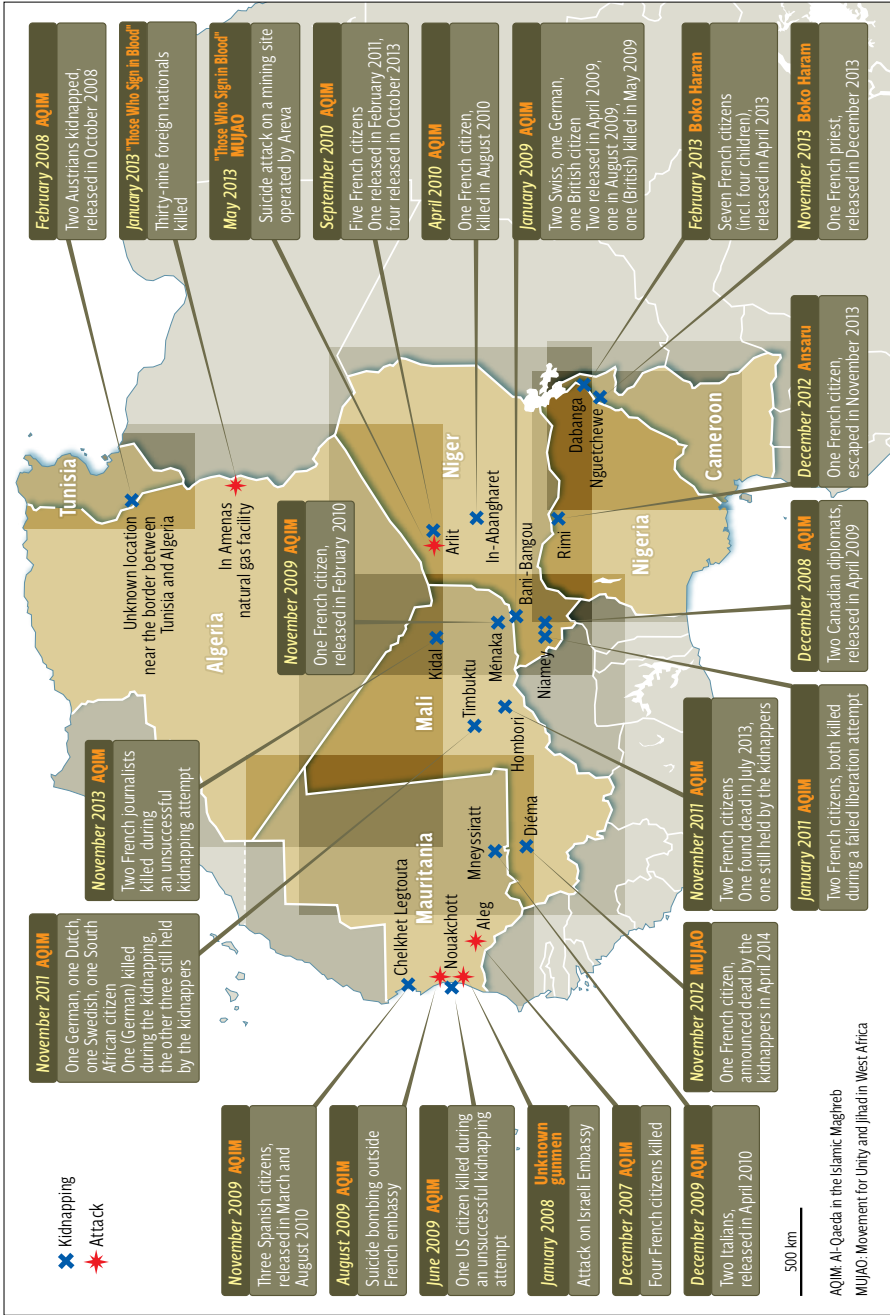 Kidnapping
Attack
November 2011 AQIM
One German, one Dutch,
one Swedish, one South
African citizen
One (German) killed
during the kidnapping,
the other three still held
by the kidnappers
November 2013 AQIM
Two French journalists
killed during
an unsuccessful
kidnapping attempt
November 2009 AQIM
One French citizen,
released in February 2010
February 2008 AQIM
Two Austrians kidnapped,
released in October 2008
January 2013 "Those Who Sign in Blood"
Thirty-nine foreign nationals
killed
"Those Who Sign in Blood"
May 2013 MUJAO
Suicide attack on a mining site
operated by Areva
September 2010 AQIM
Five French citizens
One released in February 2011,
four released in October 2013
April 2010 AQIM
One French citizen,
killed in August 2010
January 2009 AQIM
Two Swiss, one German,
one British citizen
Two released in April 2009,
one in August 2009,
one (British) killed in May 2009
February 2013 Boko Haram
Seven French citizens
(incl. four children),
released in April 2013
November 2013 Boko Haram
One French priest,
released in December 2013
December 2012 Ansaru
One French citizen,
escaped in November 2013
December 2008 AQIM
Two Canadian diplomats,
released in April 2009
January 2011 AQIM
Two French citizens, both killed
during a failed liberation attempt
November 2011 AQIM
Two French citizens
One found dead in July 2013,
one still held by the kidnappers
November 2012 MUJAO
One French citizen,
announced dead by the
kidnappers in April 2014
November 2009 AQIM
Three Spanish citizens,
released in March and
August 2010
August 2009 AQIM
Suicide bombing outside
French embassy
June 2009 AQIM
One US citizen killed during
an unsuccessful kidnapping
attempt
January 2008 Unknown
gunmen
Attack on Israeli Embassy
December 2007 AQIM
Four French citizens killed
December 2009 AQIM
Two Italians,
released in April 2010
Tunisia
Unknown location
near the border between
Tunisia and Algeria
In Amenas
natural gas facility
Algeria
Mauritania
Chelkhet Legtouta
Nouakchott
Aleg
Mneyssiratt
Diéma
Mali
Kidal
Timbuktu
Ménaka
Hombori
Niger
Arlit
In-Abangharet
Bani-Bangou
Niamey
Rimi
Nigeria
Dabanga
Nguetchewe
Cameroon
500 km
AQIM: Al-Qaeda in the Islamic Maghreb
MUJAO: Movement for Unity and Jihad in West Africa